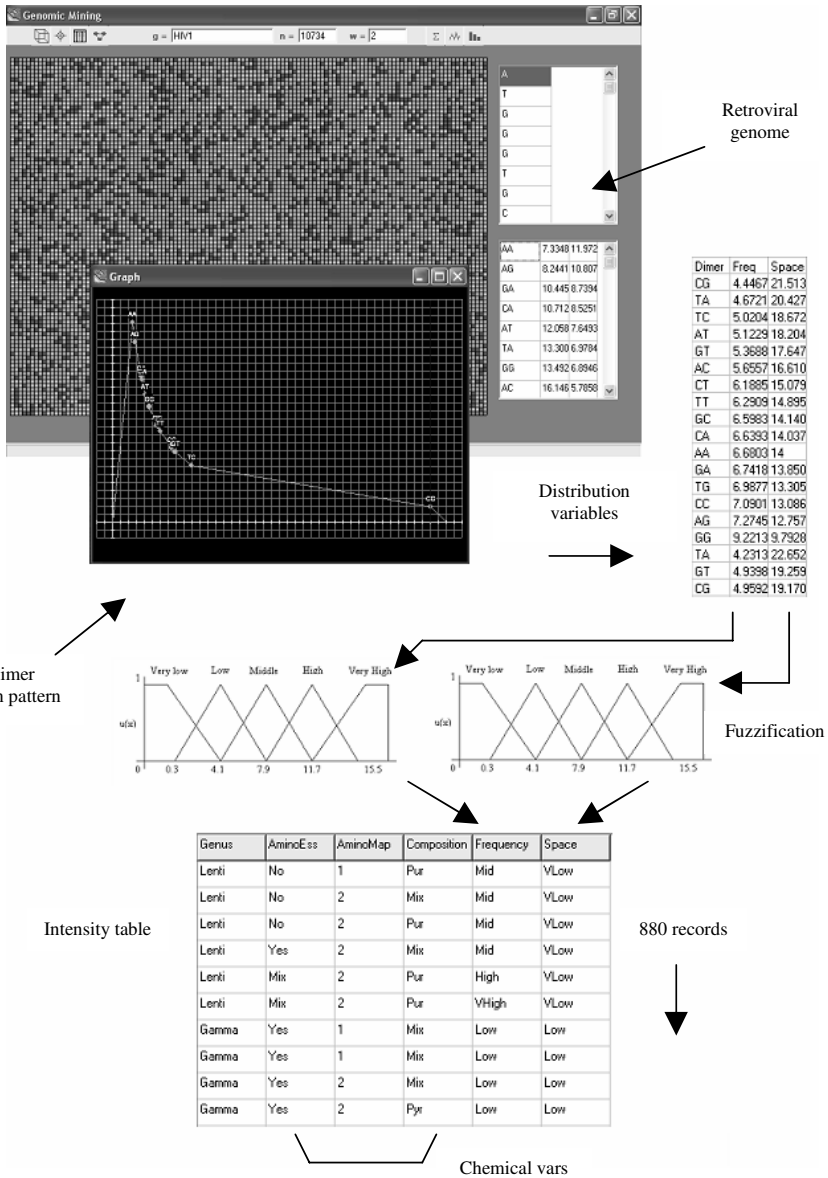 Genomic Mining
g = HIV1 n = 10734 w = 2 Σ
A
T
G
G
G
T
G
C
Retroviral
genome
AA 7.3348 11.972
AG 8.2441 10.807
GA 10.445 8.7394
CA 10.712 8.5251
AT 12.058 7.6493
TA 13.300 6.9784
GG 13.492 6.8946
AC 16.146 5.7858
Graph
AA
AG
CA
AT
GG
TT
GT
TC
CG
Dimer Freq Space
CG 4.4467 21.513
TA 4.6721 20.427
TC 5.0204 18.672
AT 5.1229 18.204
GT 5.3688 17.647
AC 5.6557 16.610
CT 6.1885 15.079
TT 6.2909 14.895
GC 6.5983 14.140
CA 6.6393 14.037
AA 6.6803 14
GA 6.7418 13.850
TG 6.9877 13.305
CC 7.0901 13.086
AG 7.2745 12.757
GG 9.2213 9.7928
TA 4.2313 22.652
GT 4.9398 19.259
CG 4.9592 19.170
Distribution
variables
imer
n pattern
Very low Low Middle High Very High
1
u(x)
0 0.3 4.1 7.9 11.7 15.5
Very low Low Middle High Very High
1
u(x)
0 0.3 4.1 7.9 11.7 15.5
Fuzzification
Genus AminoEss AminoMap Composition Frequency Space
Lenti No 1 Pur Mid VLow
Lenti No 2 Mix Mid VLow
Lenti No 2 Pur Mid VLow
Lenti Yes 2 Mix Mid VLow
Lenti Mix 2 Pur High VLow
Lenti Mix 2 Pur VHigh VLow
Gamma Yes 1 Mix Low Low
Gamma Yes 1 Mix Low Low
Gamma Yes 2 Mix Low Low
Gamma Yes 2 Pyr Low Low
Intensity table
880 records
Chemical vars